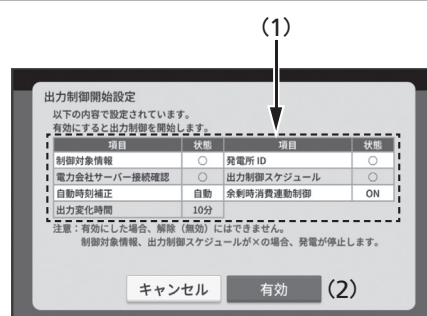 (1)
出力制御開始設定
以下の内容で設定されています。
有効にすると出力制御を開始します。
項目 状態 項目 状態
制御対象情報 ○ 発電所 ID ○
電力会社サーバー接続確認 ○ 出力制御スケジュール ○
自動時刻補正 自動 余剰時消費連動制御 ON
出力変化時間 10分
注意：有効にした場合、解除（無効）にはできません。
制御対象情報、出力制御スケジュールが×の場合、発電が停止します。
キャンセル 有効 (2)